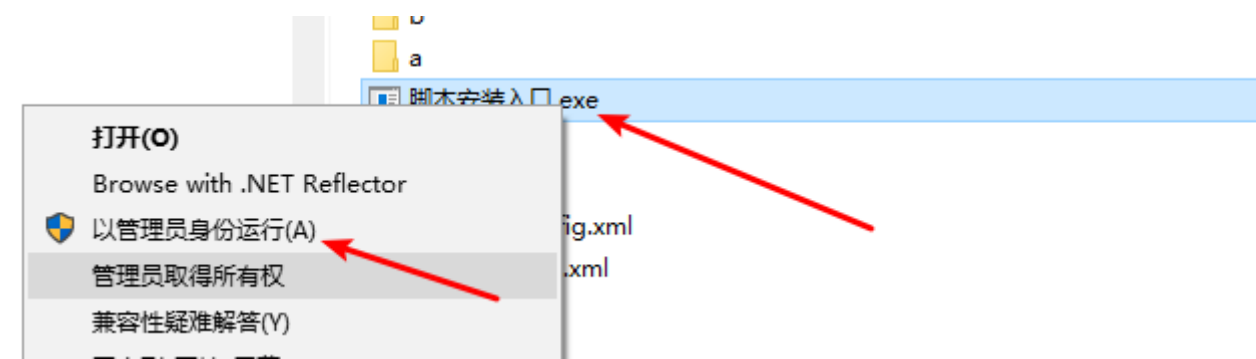 b
a
脚本安装入口.exe
打开(O)
Browse with .NET Reflector
以管理员身份运行(A)
ig.xml
管理员取得所有权
.xml
兼容性疑难解答(Y)